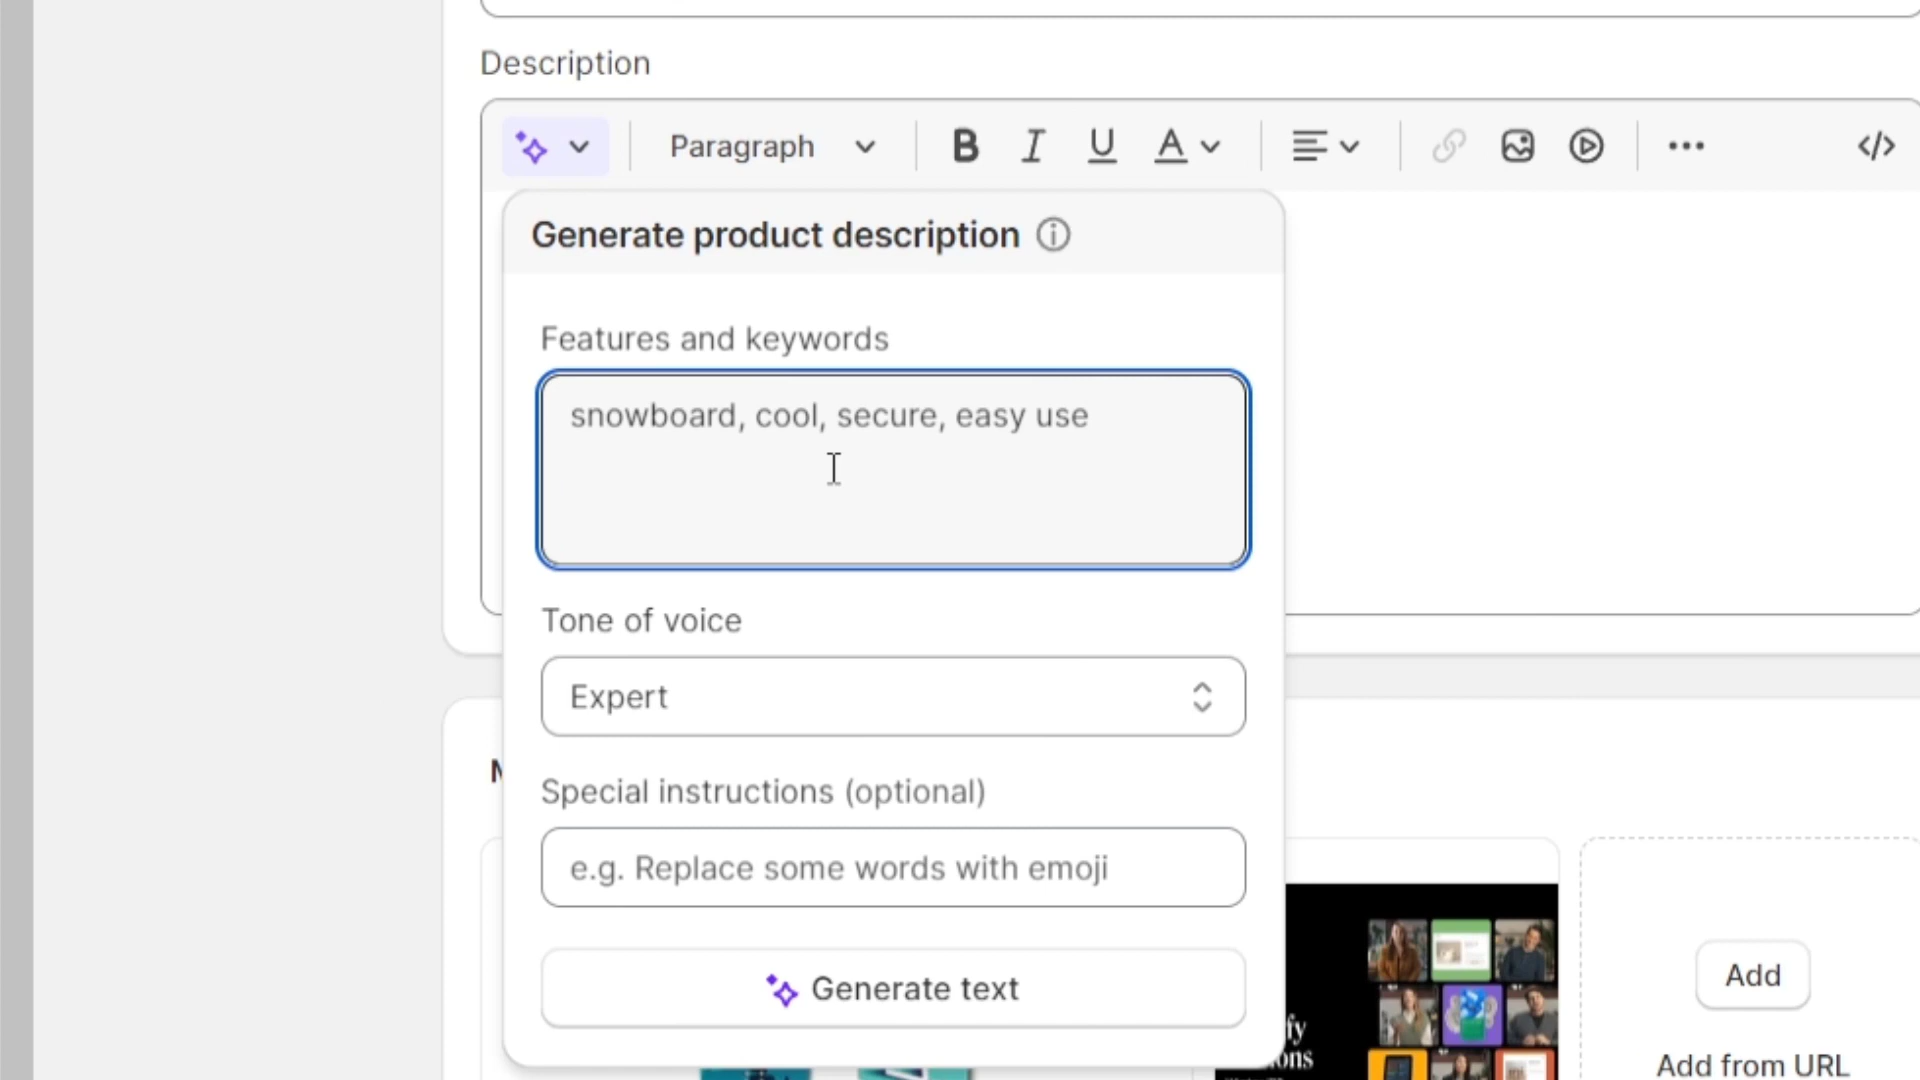 Description
Paragraph
B I U A
Generate product description
Features and keywords
snowboard, cool, secure, easy use
Tone of voice
Expert
Special instructions (optional)
e.g. Replace some words with emoji
Generate text
Add
Add from URL